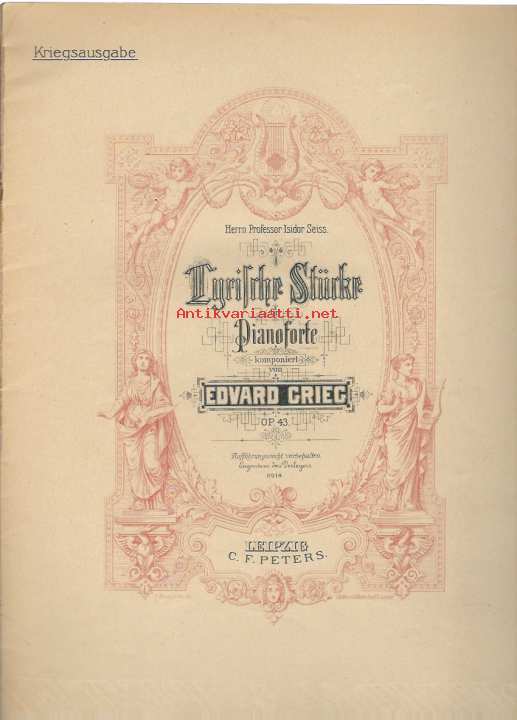 Kriegsausgabe
Herrn Professor Isidor Seiss.
Lyrische Stücke
Antikvariaatti.net
Pianoforte
komponiert
von
EDVARD GRIEG
OP. 43.
Aufführungsrecht vorbehalten.
Eigentum des Verlegers.
LEIPZIG
C. F. PETERS.